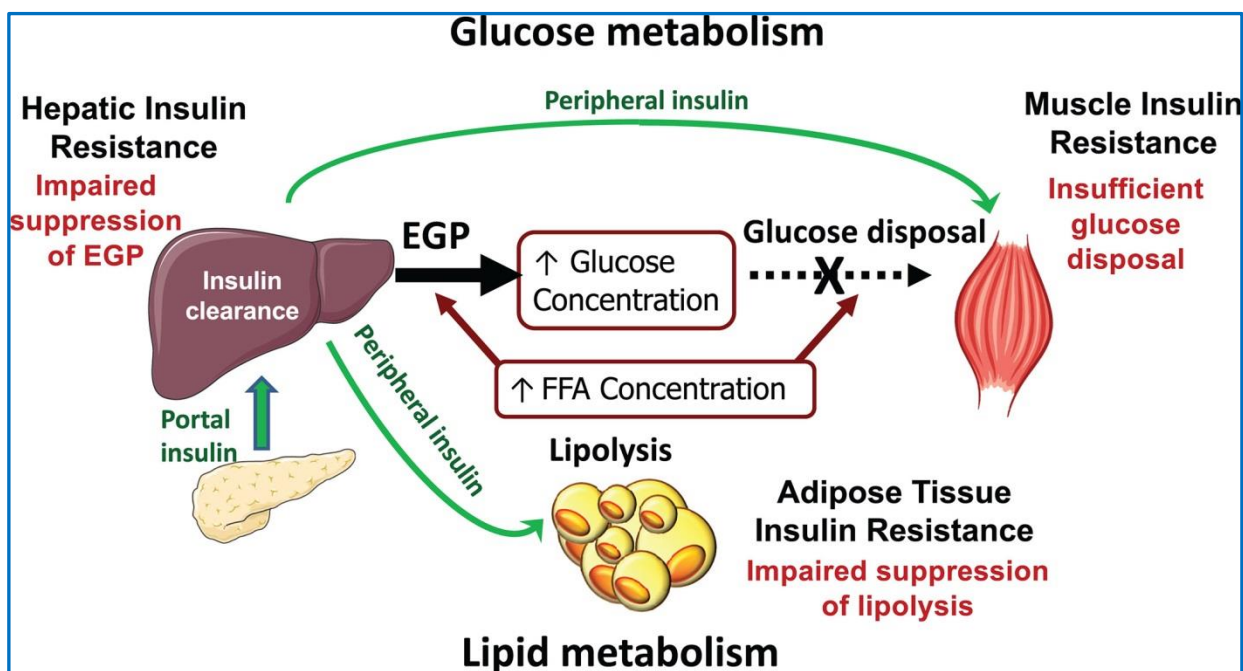 Glucose metabolism
Peripheral insulin
Hepatic Insulin
Resistance
Impaired
suppression
of EGP
Muscle Insulin
Resistance
Insufficient
glucose
disposal
Insulin
clearance
EGP
↑ Glucose
Concentration
Glucose disposal
X
↑ FFA Concentration
Portal
insulin
Peripheral insulin
Lipolysis
Adipose Tissue
Insulin Resistance
Impaired suppression
of lipolysis
Lipid metabolism